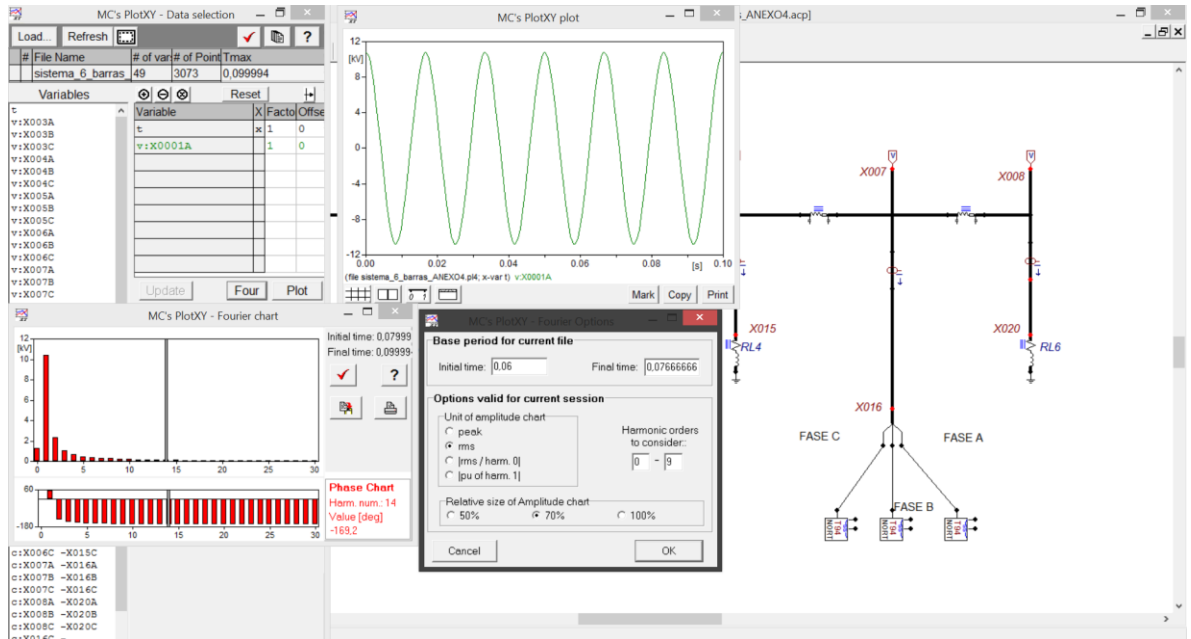 MC's PlotXY - Data selection
Load... Refresh ?
# File Name # of vari # of Point Tmax
sistema_6_barras_ 49 3073 0,099994
Variables Reset
Variable X Facto Offse
t x 1 0
v:X0001A 1 0
t
v:X003A
v:X003B
v:X003C
v:X004A
v:X004B
v:X004C
v:X005A
v:X005B
v:X005C
v:X006A
v:X006B
v:X006C
v:X007A
v:X007B
v:X007C
Update Four Plot
MC's PlotXY plot
12
[kV]
8
4
0
-4
-8
-12
0.00 0.02 0.04 0.06 0.08 [s] 0.10
(file sistema_6_barras_ANEXO4.pl4; x-var t) v:X0001A
Mark Copy Print
_ANEXO4.acp]
X007
X008
X015
RL4
X020
RL6
X016
FASE C
FASE A
FASE B
MC's PlotXY - Fourier chart
Initial time: 0,07999
Final time: 0,09999
?
12
[kV]
10
8
6
4
2
0
0 5 10 15 20 25 30
60
-180
0 5 10 15 20 25 30
Phase Chart
Harm. num.: 14
Value [deg]
-169,2
MC's PlotXY - Fourier Options
Base period for current file
Initial time: 0.06 Final time: 0,07666666
Options valid for current session
Unit of amplitude chart
peak
rms
|rms / harm. 0|
|pu of harm. 1|
Harmonic orders
to consider::
0 - 9
Relative size of Amplitude chart
50% 70% 100%
Cancel OK
c:X006C -X015C
c:X007A -X016A
c:X007B -X016B
c:X007C -X016C
c:X008A -X020A
c:X008B -X020B
c:X008C -X020C